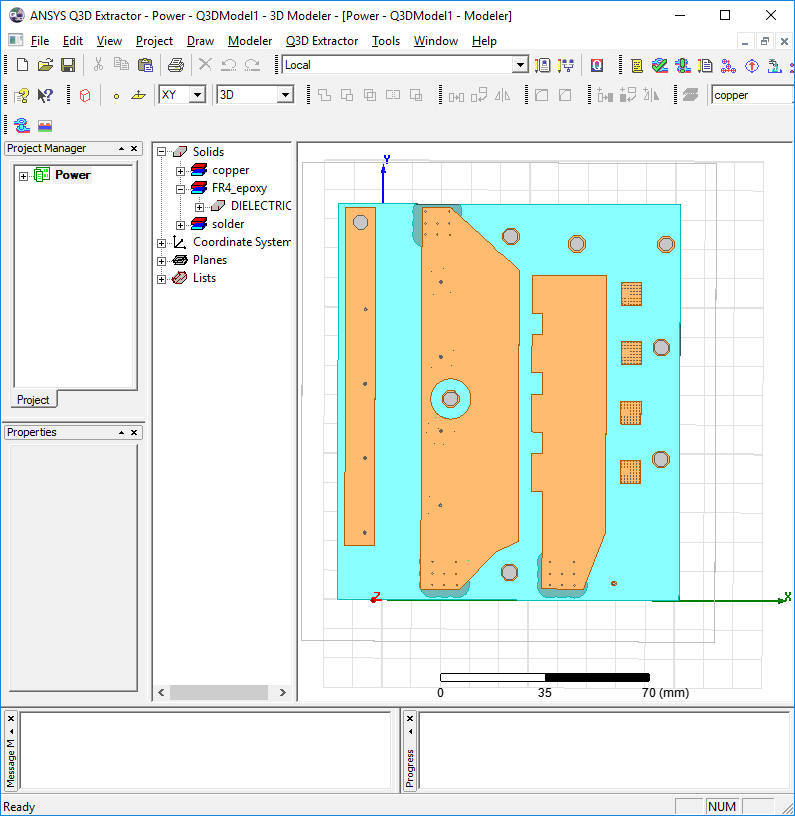 ANSYS Q3D Extractor - Power - Q3DModel1 - 3D Modeler - [Power - Q3DModel1 - Modeler]
File Edit View Project Draw Modeler Q3D Extractor Tools Window Help
Local
XY 3D copper
Project Manager
Power
Project
Properties
Solids
copper
FR4_epoxy
DIELECTRIC
solder
Coordinate System
Planes
Lists
Y
Z
X
0 35 70 (mm)
Message M
Progress
Ready NUM